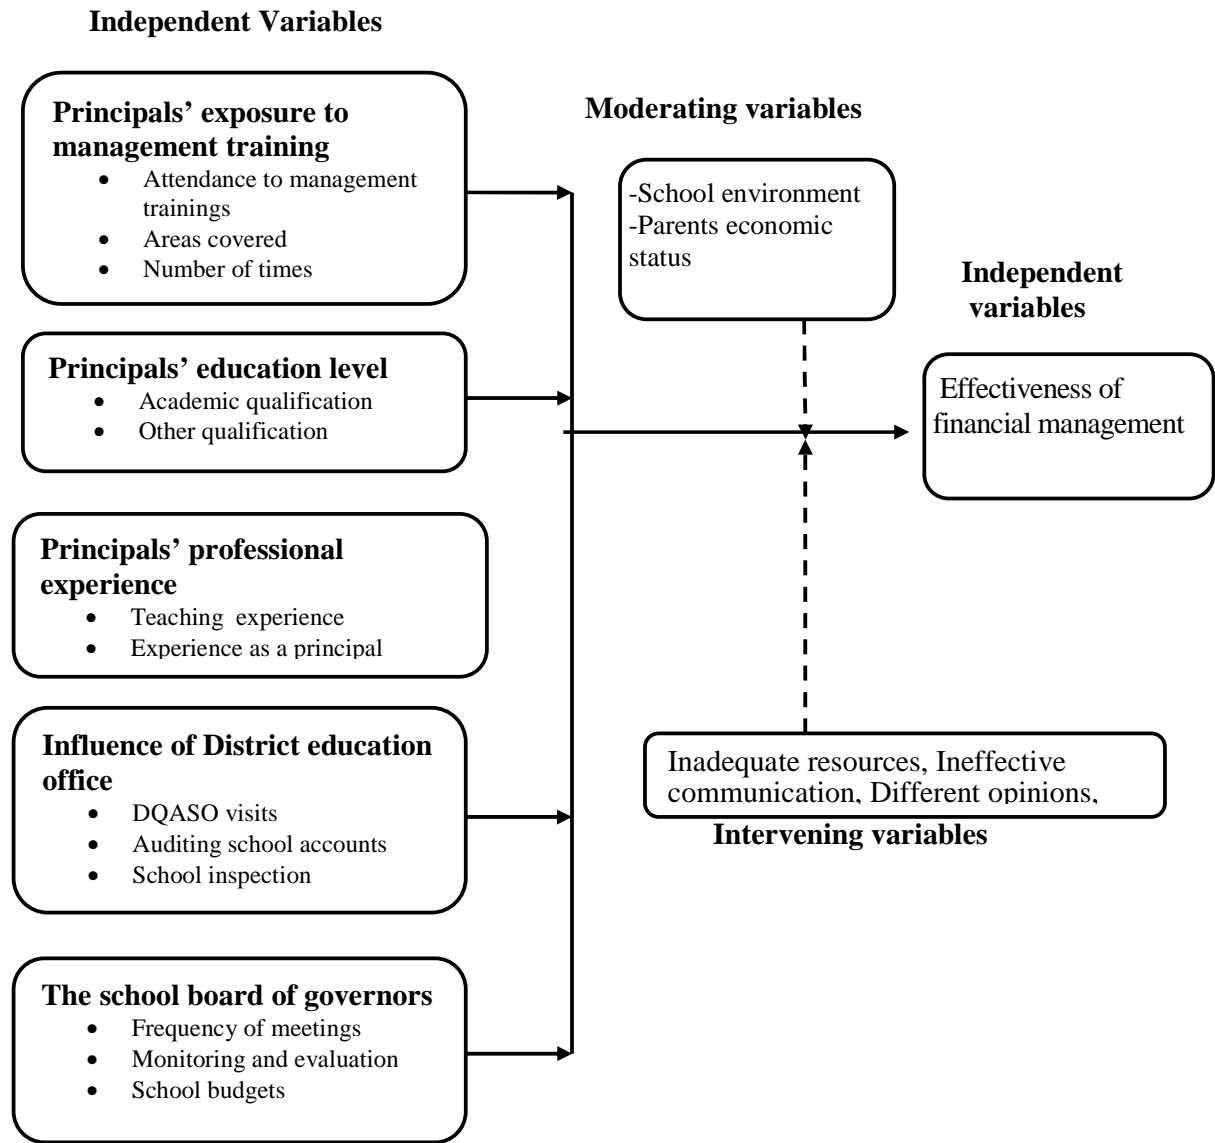 Independent Variables
Principals’ exposure to
management training
• Attendance to management
trainings
• Areas covered
• Number of times
Principals’ education level
• Academic qualification
• Other qualification
Principals’ professional
experience
• Teaching experience
• Experience as a principal
Influence of District education
office
• DQASO visits
• Auditing school accounts
• School inspection
The school board of governors
• Frequency of meetings
• Monitoring and evaluation
• School budgets
Moderating variables
-School environment
-Parents economic
status
Inadequate resources, Ineffective
communication, Different opinions,
Intervening variables
Independent
variables
Effectiveness of
financial management